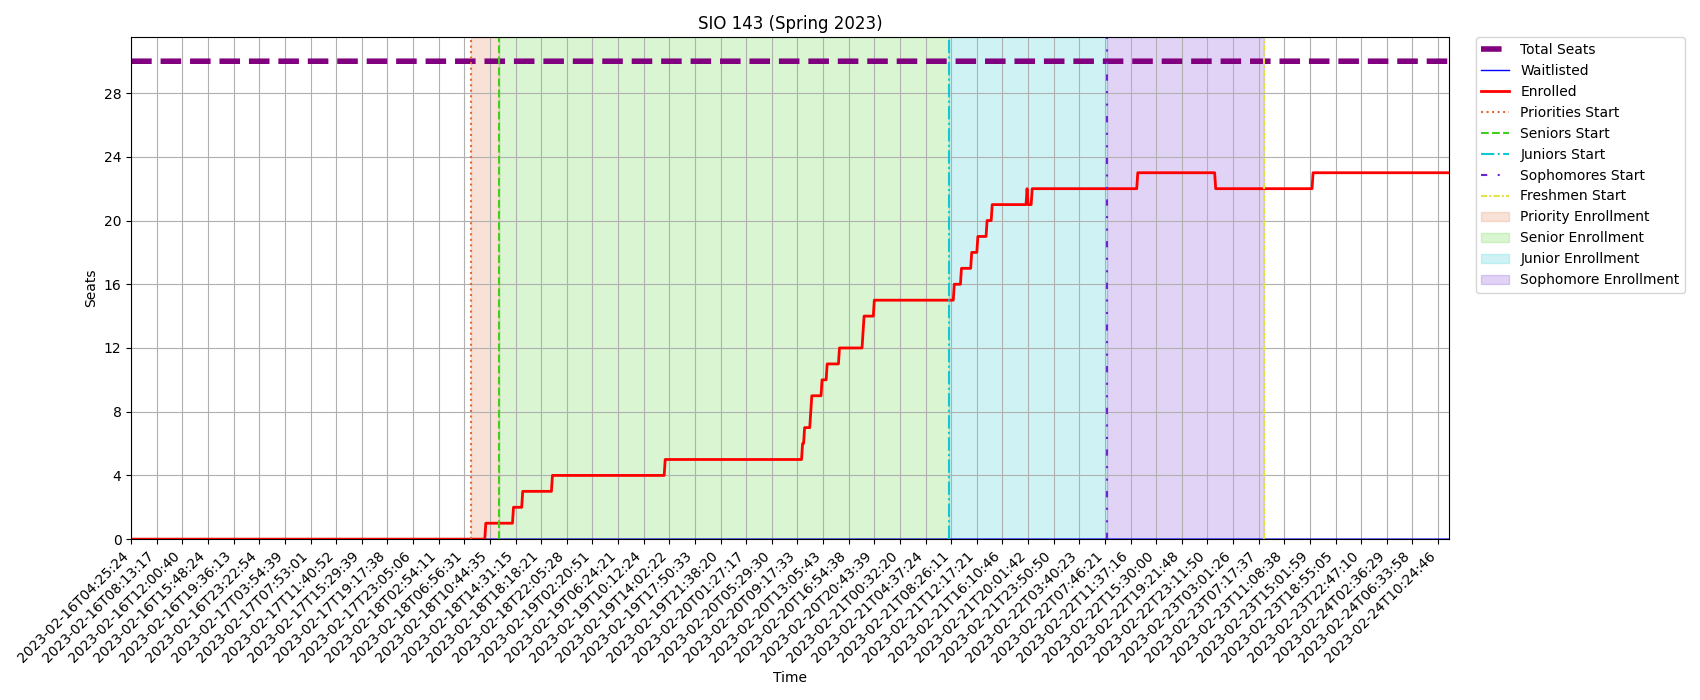 SIO 143 (Spring 2023)
Total Seats
Waitlisted
Enrolled
Priorities Start
Seniors Start
Juniors Start
Sophomores Start
Freshmen Start
Priority Enrollment
Senior Enrollment
Junior Enrollment
Sophomore Enrollment
Seats
28
24
20
16
12
8
4
0
2023-02-16T04:25:24
2023-02-16T08:13:17
2023-02-16T12:00:40
2023-02-16T15:48:24
2023-02-16T19:36:13
2023-02-16T23:22:54
2023-02-17T03:54:39
2023-02-17T07:53:01
2023-02-17T11:40:52
2023-02-17T15:29:39
2023-02-17T19:17:38
2023-02-17T23:05:06
2023-02-18T02:54:11
2023-02-18T06:56:31
2023-02-18T10:44:35
2023-02-18T14:31:15
2023-02-18T18:18:21
2023-02-18T22:05:28
2023-02-19T02:20:51
2023-02-19T06:24:21
2023-02-19T10:12:24
2023-02-19T14:02:22
2023-02-19T17:50:33
2023-02-19T21:38:20
2023-02-20T01:27:17
2023-02-20T05:29:30
2023-02-20T09:17:33
2023-02-20T13:05:43
2023-02-20T16:54:38
2023-02-20T20:43:39
2023-02-21T00:32:20
2023-02-21T04:37:24
2023-02-21T08:26:11
2023-02-21T12:17:21
2023-02-21T16:10:46
2023-02-21T20:01:42
2023-02-21T23:50:50
2023-02-22T03:40:23
2023-02-22T07:46:21
2023-02-22T11:37:16
2023-02-22T15:30:00
2023-02-22T19:21:48
2023-02-22T23:11:50
2023-02-23T03:01:26
2023-02-23T07:17:37
2023-02-23T11:08:38
2023-02-23T15:01:59
2023-02-23T18:55:05
2023-02-23T22:47:10
2023-02-24T02:36:29
2023-02-24T06:33:58
2023-02-24T10:24:46
Time